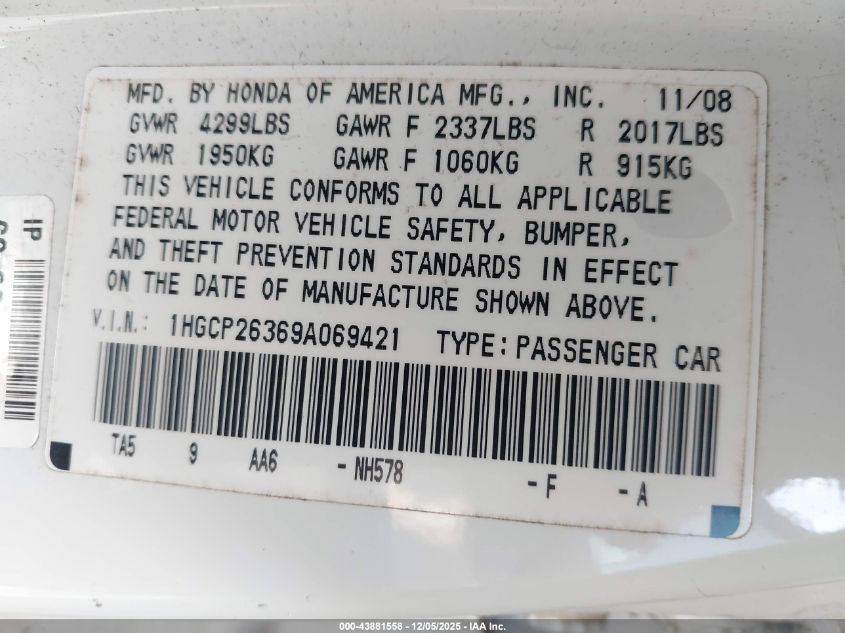 MFD. BY HONDA OF AMERICA MFG., INC. 11/08
GVWR 4299LBS GAWR F 2337LBS R 2017LBS
GVWR 1950KG GAWR F 1060KG R 915KG
THIS VEHICLE CONFORMS TO ALL APPLICABLE
FEDERAL MOTOR VEHICLE SAFETY, BUMPER,
AND THEFT PREVENTION STANDARDS IN EFFECT
ON THE DATE OF MANUFACTURE SHOWN ABOVE.
V.I.N.: 1HGCP26369A069421 TYPE:PASSENGER CAR
TA5 9 AA6 -NH578 -F -A
IP
000-43881558 - 12/05/2025 - IAA Inc.